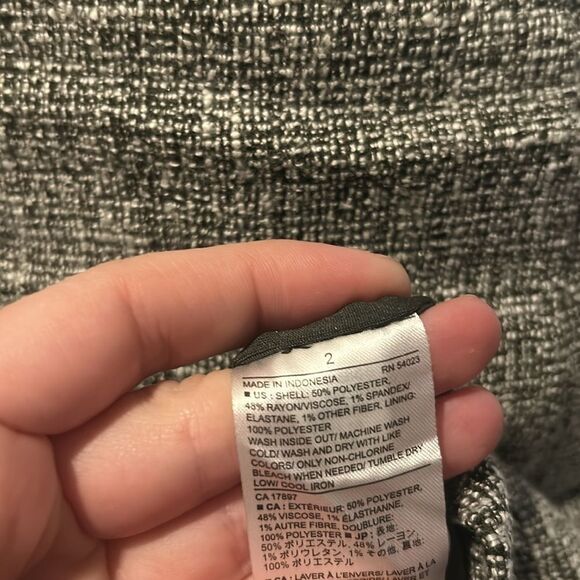 2
RN 54023
MADE IN INDONESIA
■ US : SHELL: 50% POLYESTER,
48% RAYON/VISCOSE, 1% SPANDEX/
ELASTANE, 1% OTHER FIBER, LINING:
100% POLYESTER
WASH INSIDE OUT/ MACHINE WASH
COLD/ WASH AND DRY WITH LIKE
COLORS/ ONLY NON-CHLORINE
BLEACH WHEN NEEDED/ TUMBLE DRY
LOW/ COOL IRON
CA 17897
■ CA : EXTÉRIEUR: 50% POLYESTER,
48% VISCOSE, 1% ÉLASTHANNE,
1% AUTRE FIBRE, DOUBLURE:
100% POLYESTER ■ JP : 表地:
50% ポリエステル, 48% レーヨン,
1% ポリウレタン, 1% その他, 裏地:
100% ポリエステル
■ CA : LAVER À L'ENVERS/ LAVER À LA